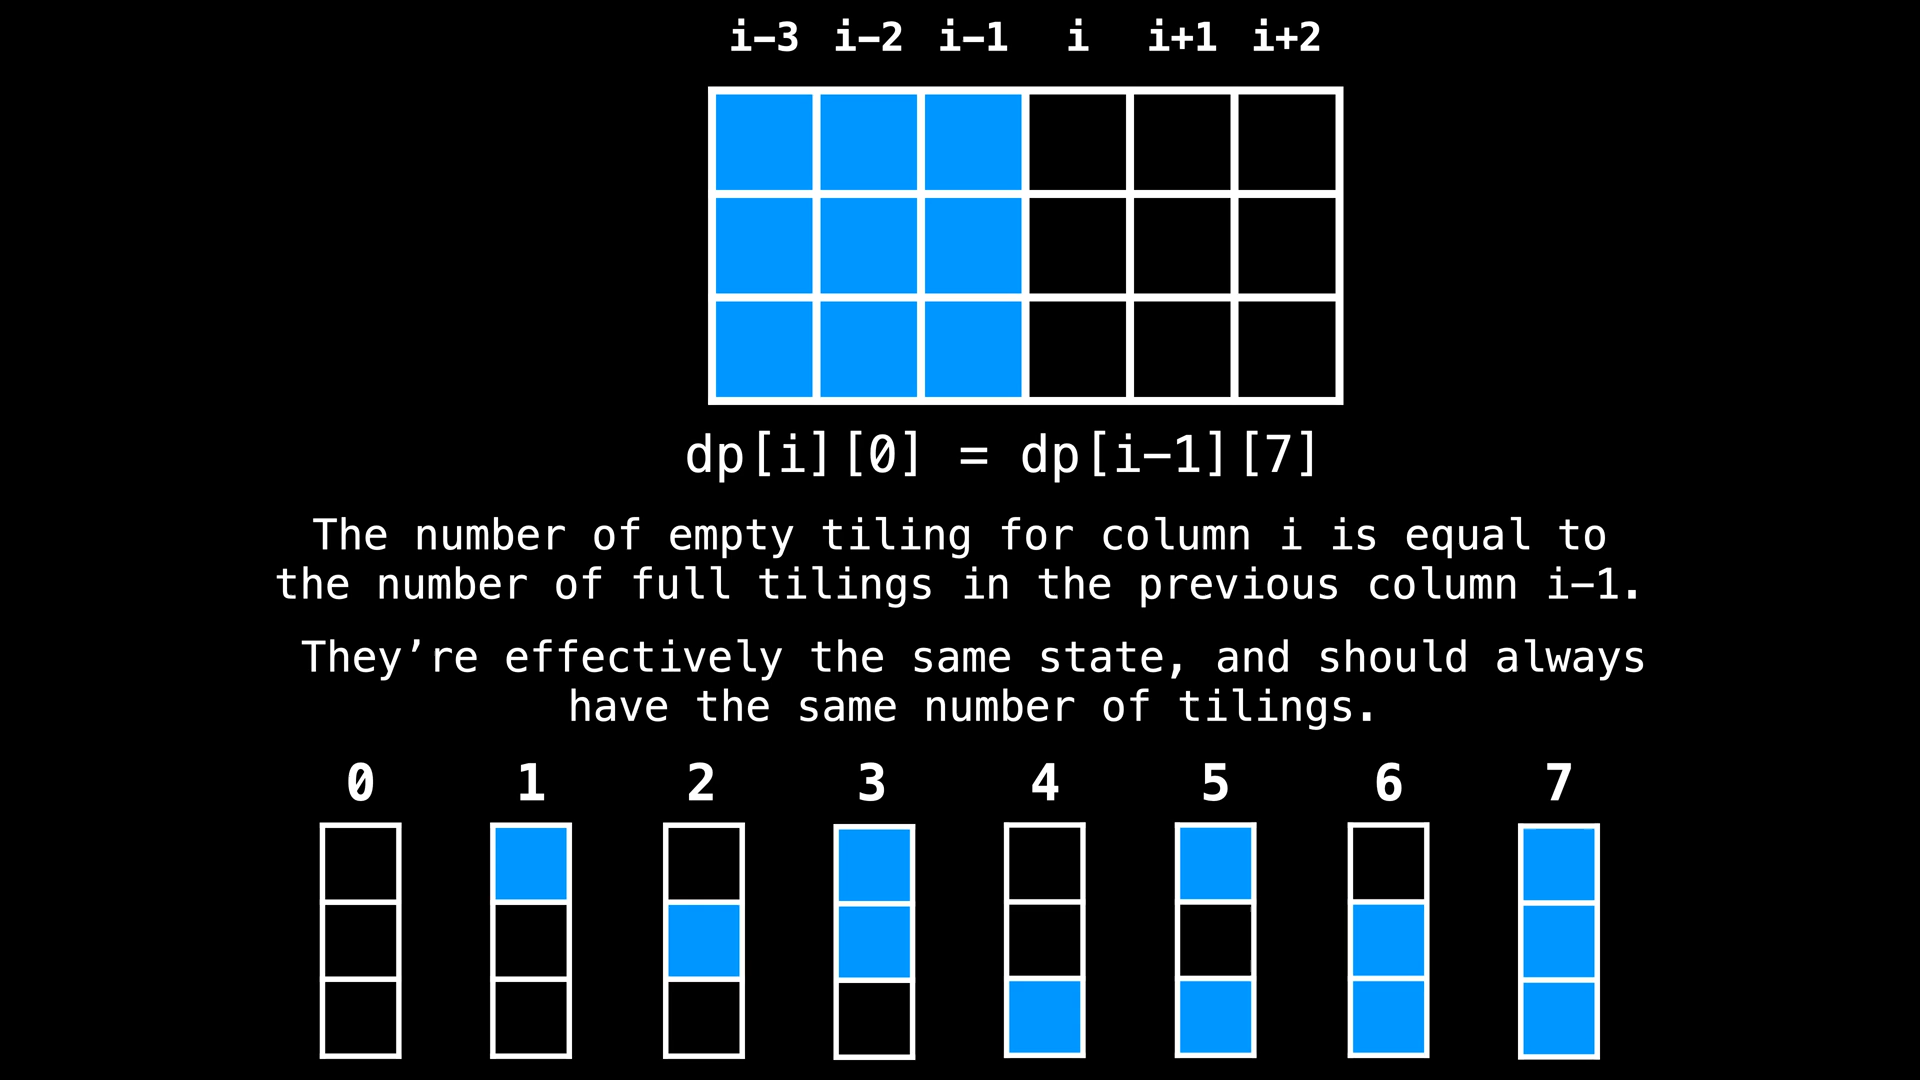 i−3 i−2 i−1 i i+1 i+2
dp[i][0] = dp[i−1][7]
The number of empty tiling for column i is equal to
the number of full tilings in the previous column i−1.
They’re effectively the same state, and should always
have the same number of tilings.
0 1 2 3 4 5 6 7